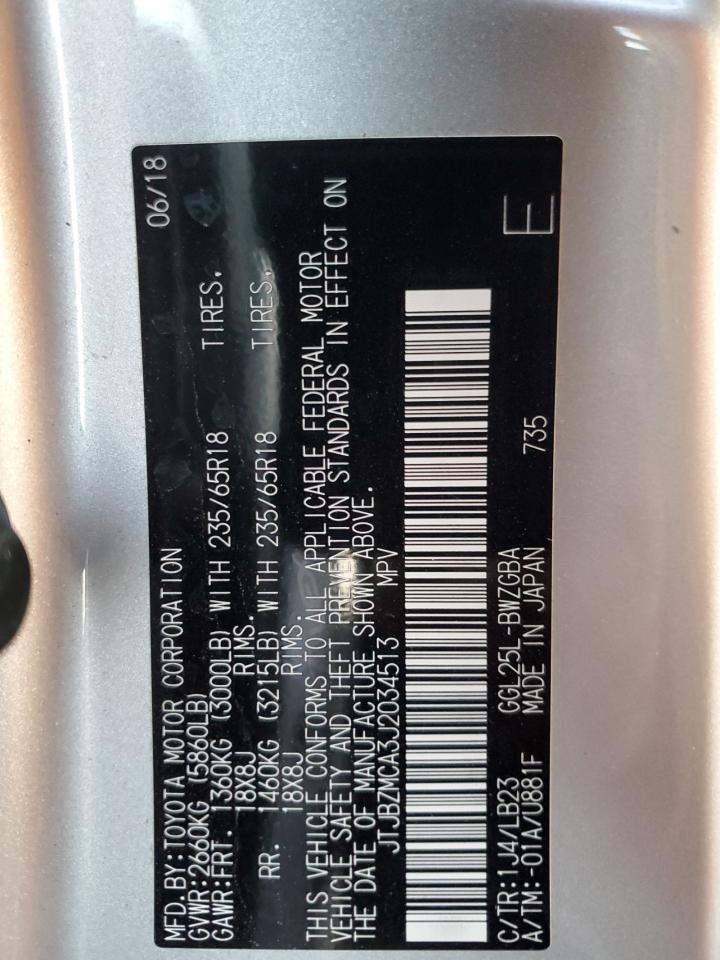 MFD. BY:TOYOTA MOTOR CORPORATION 06/18
GVWR:2660KG (5860LB)
GAWR:FRT. 1360KG (3000LB) WITH 235/65R18 TIRES.
18X8J RIMS.
RR. 1460KG (3215LB) WITH 235/65R18 TIRES,
18X8J RIMS.
THIS VEHICLE CONFORMS TO ALL APPLICABLE FEDERAL MOTOR
VEHICLE SAFETY AND THEFT PREVENTION STANDARDS IN EFFECT ON
THE DATE OF MANUFACTURE SHOWN ABOVE.
JTJBZMCA3J2034513 MPV
C/TR:1J4/LB23 GGL25L-BWZGBA E
A/TM:-01A/U881F MADE IN JAPAN 735